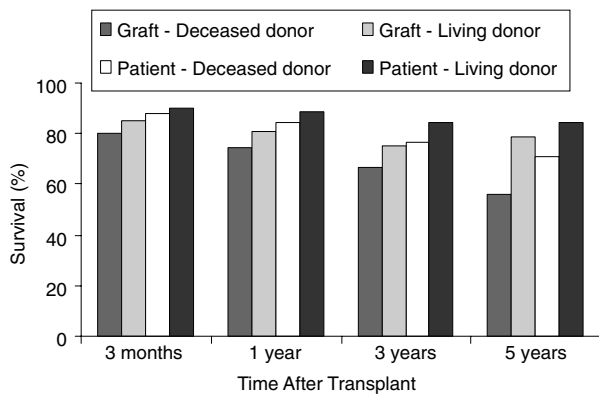 Graft - Deceased donor Graft - Living donor
Patient - Deceased donor Patient - Living donor
100
80
60
40
20
0
Survival (%)
3 months 1 year 3 years 5 years
Time After Transplant